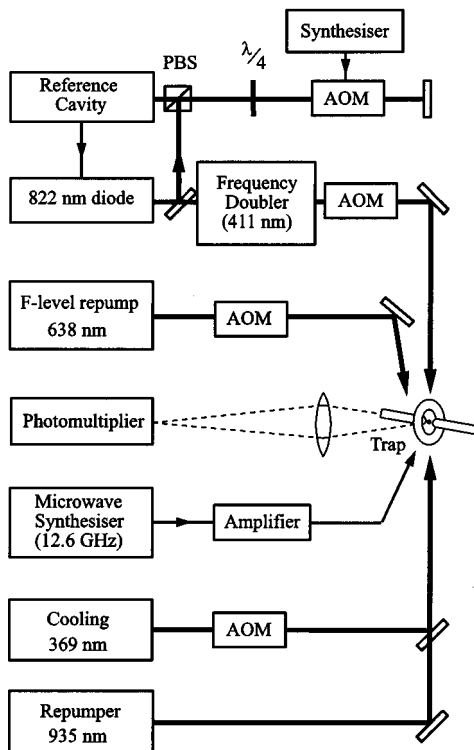 Synthesiser
PBS
λ/4
Reference
Cavity
AOM
822 nm diode
Frequency
Doubler
(411 nm)
AOM
F-level repump
638 nm
AOM
Photomultiplier
Trap
Microwave
Synthesiser
(12.6 GHz)
Amplifier
Cooling
369 nm
AOM
Repumper
935 nm